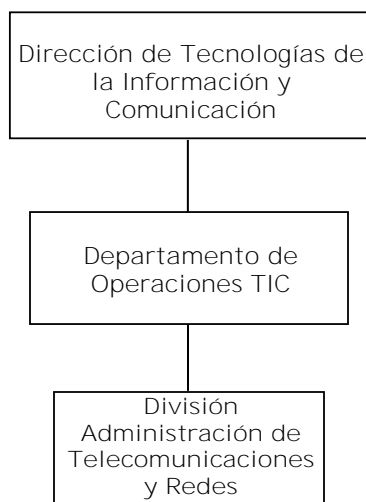 Dirección de Tecnologías de
la Información y
Comunicación
Departamento de
Operaciones TIC
División
Administración de
Telecomunicaciones
y Redes